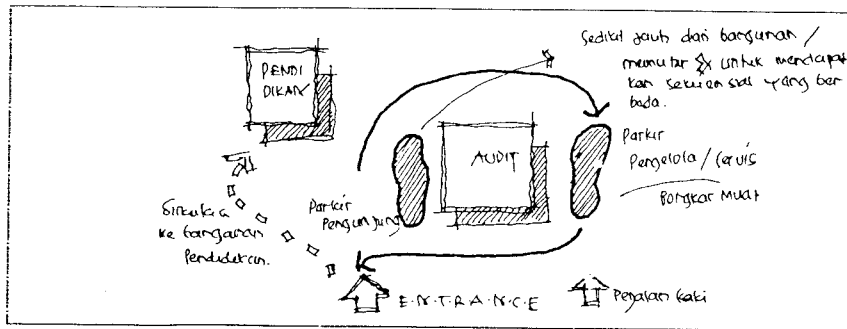 PENDI
DIKAN
Sedikit jauh dari bangunan /
memutar untuk mendapat
kan sekuensial yang ber
beda.
AUDIT
Parkir
Pengelola / Servis
Bongkar Muat
Parkir
Pengunjung
Sirkulasi
ke bangunan
Pendidikan.
E.N.T.R.A.N.C.E
Pejalan kaki